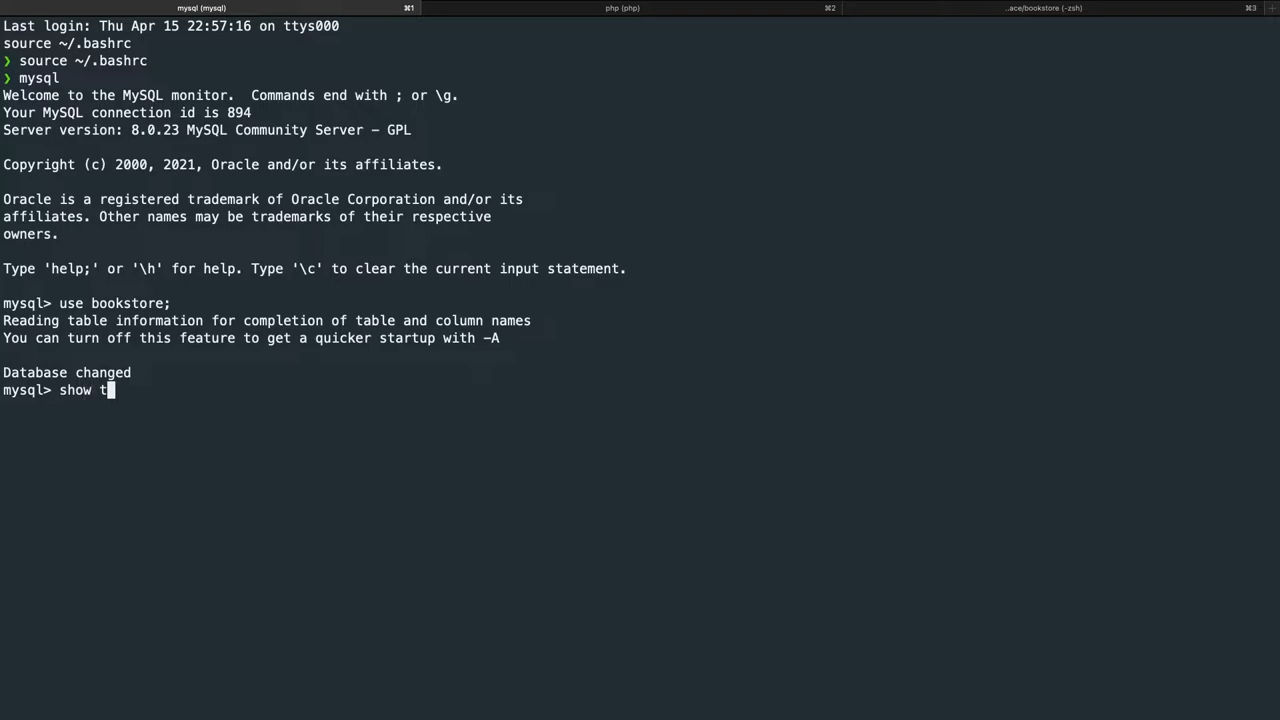 mysql (mysql) ⌘1 php (php) ⌘2 ..ace/bookstore (-zsh) ⌘3 +
Last login: Thu Apr 15 22:57:16 on ttys000
source ~/.bashrc
❯ source ~/.bashrc
❯ mysql
Welcome to the MySQL monitor.  Commands end with ; or \g.
Your MySQL connection id is 894
Server version: 8.0.23 MySQL Community Server - GPL
Copyright (c) 2000, 2021, Oracle and/or its affiliates.
Oracle is a registered trademark of Oracle Corporation and/or its
affiliates. Other names may be trademarks of their respective
owners.
Type 'help;' or '\h' for help. Type '\c' to clear the current input statement.
mysql> use bookstore;
Reading table information for completion of table and column names
You can turn off this feature to get a quicker startup with -A
Database changed
mysql> show t